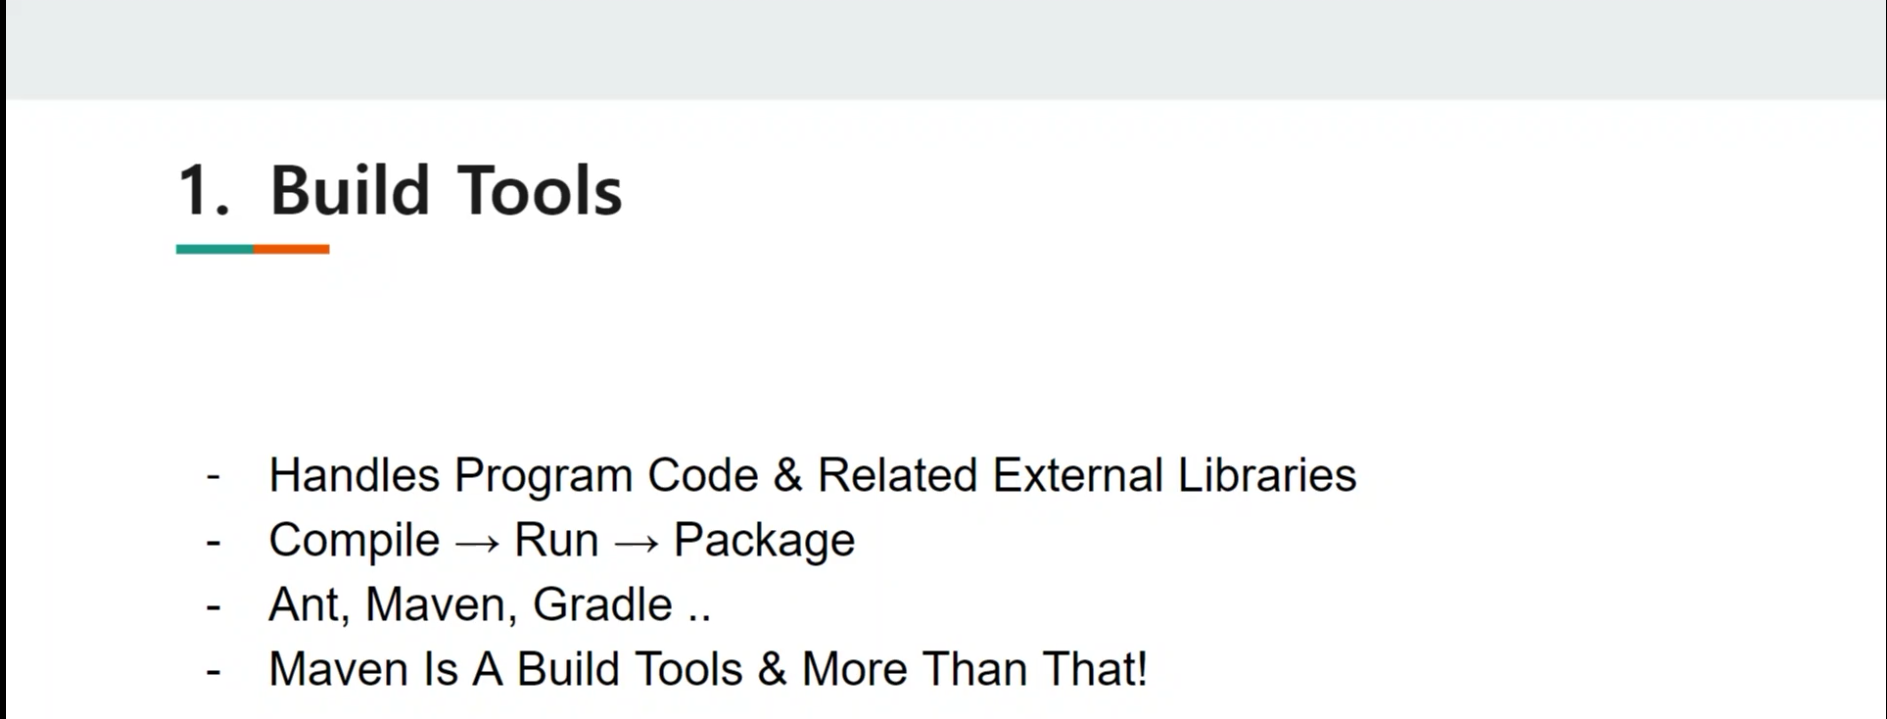 1. Build Tools
- Handles Program Code & Related External Libraries
- Compile → Run → Package
- Ant, Maven, Gradle ..
- Maven Is A Build Tools & More Than That!